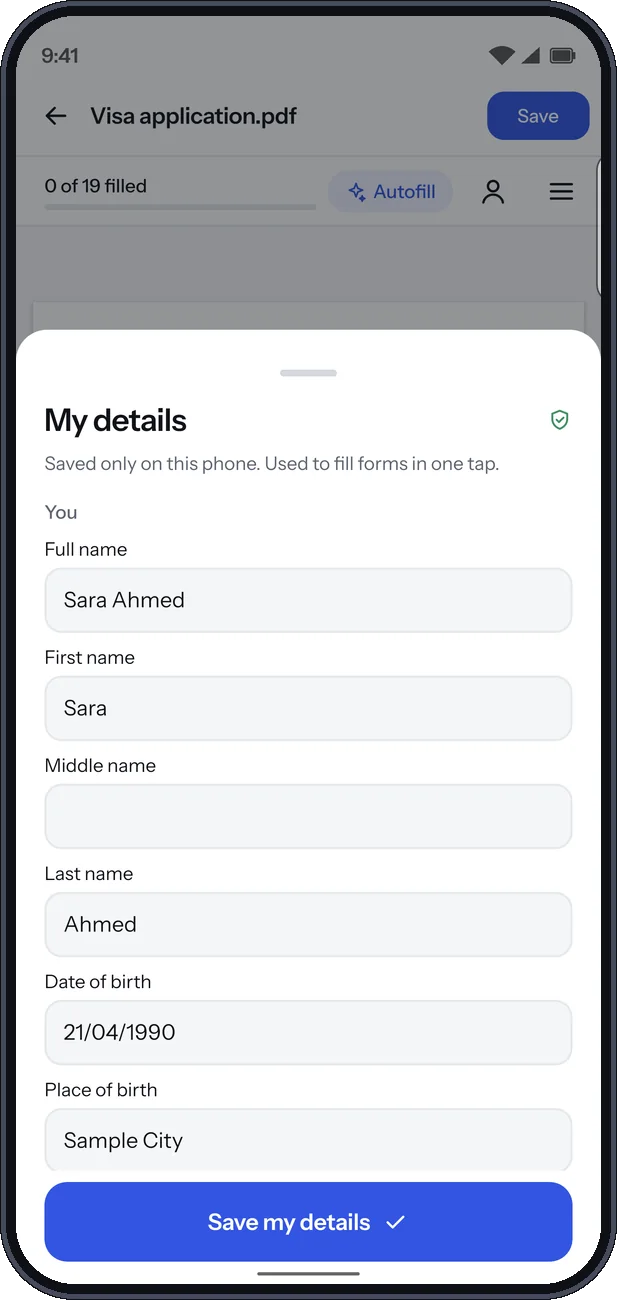 9:41
Visa application.pdf
Save
0 of 19 filled
Autofill
My details
Saved only on this phone. Used to fill forms in one tap.
You
Full name
Sara Ahmed
First name
Sara
Middle name
Last name
Ahmed
Date of birth
21/04/1990
Place of birth
Sample City
Save my details